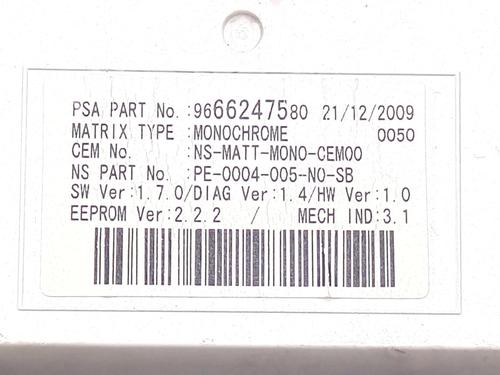 PSA PART No.:9666247580 21/12/2009
MATRIX TYPE :MONOCHROME 0050
CEM No. :NS-MATT-MONO-CEM00
NS PART No. :PE-0004-005-NO-SB
SW Ver:1.7.0/DIAG Ver:1.4/HW Ver:1.0
EEPROM Ver:2.2.2 / MECH IND:3.1